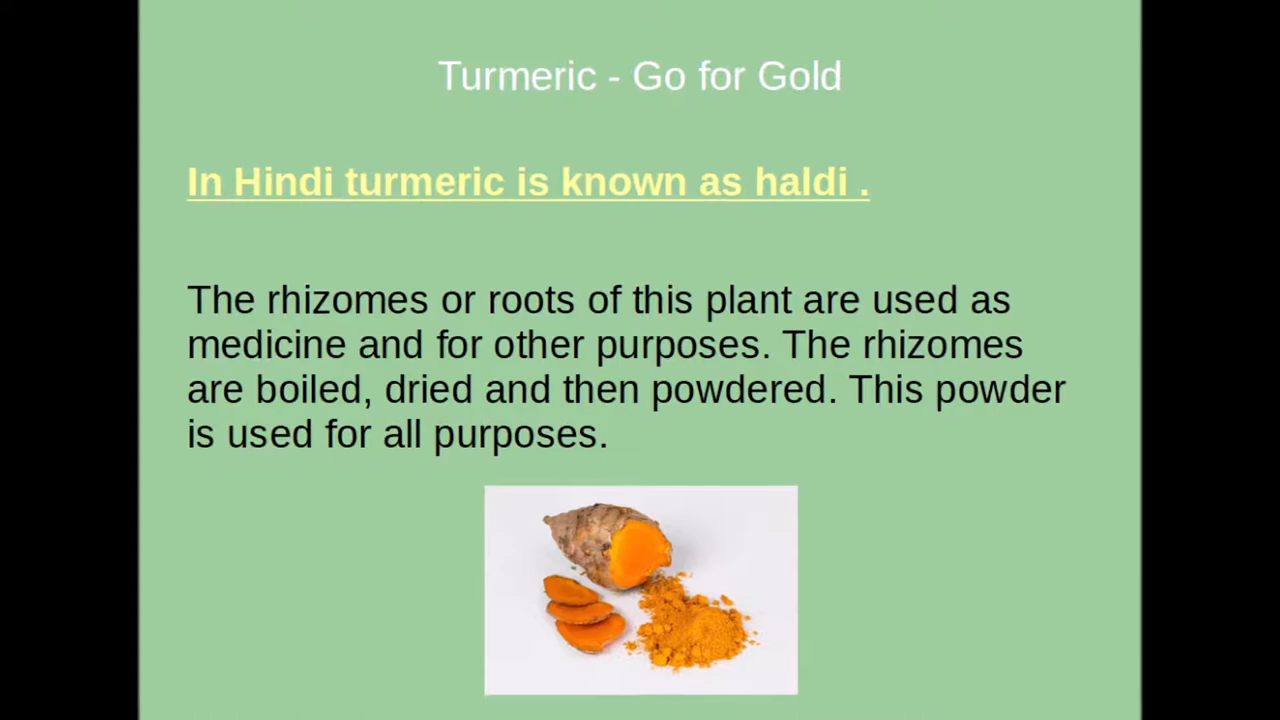 Turmeric - Go for Gold
In Hindi turmeric is known as haldi .
The rhizomes or roots of this plant are used as
medicine and for other purposes. The rhizomes
are boiled, dried and then powdered. This powder
is used for all purposes.